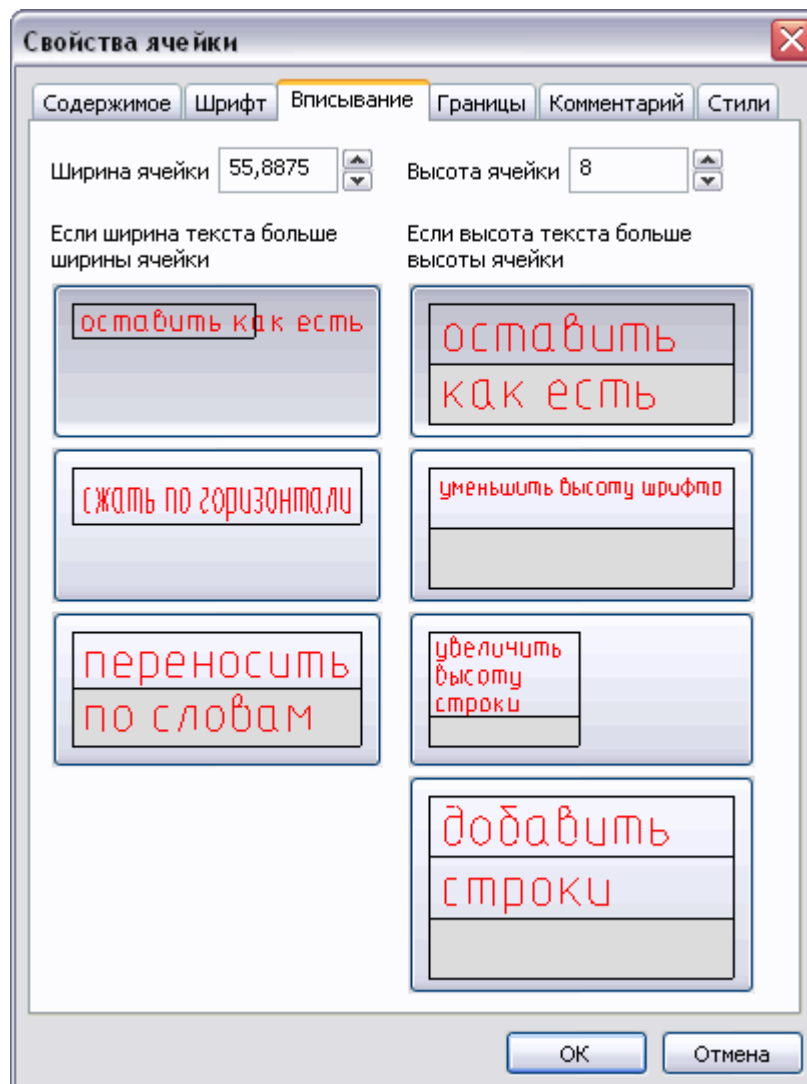 Свойства ячейки
Содержимое Шрифт Вписывание Границы Комментарий Стили
Ширина ячейки 55,8875 Высота ячейки 8
Если ширина текста больше
ширины ячейки
Если высота текста больше
высоты ячейки
оставить как есть
оставить
как есть
сжать по горизонтали
уменьшить высоту шрифта
переносить
по словам
увеличить
высоту
строки
добавить
строки
ОК Отмена